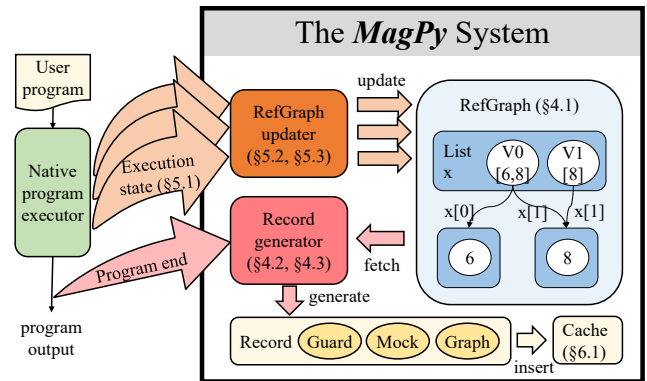 The MagPy System
User
program
Native
program
executor
program
output
Execution
state (§5.1)
Program end
RefGraph
updater
(§5.2, §5.3)
update
RefGraph (§4.1)
List
x
V0
[6,8]
V1
[8]
x[0]
x[1]
x[1]
6
8
Record
generator
(§4.2, §4.3)
fetch
generate
Record
Guard
Mock
Graph
insert
Cache
(§6.1)